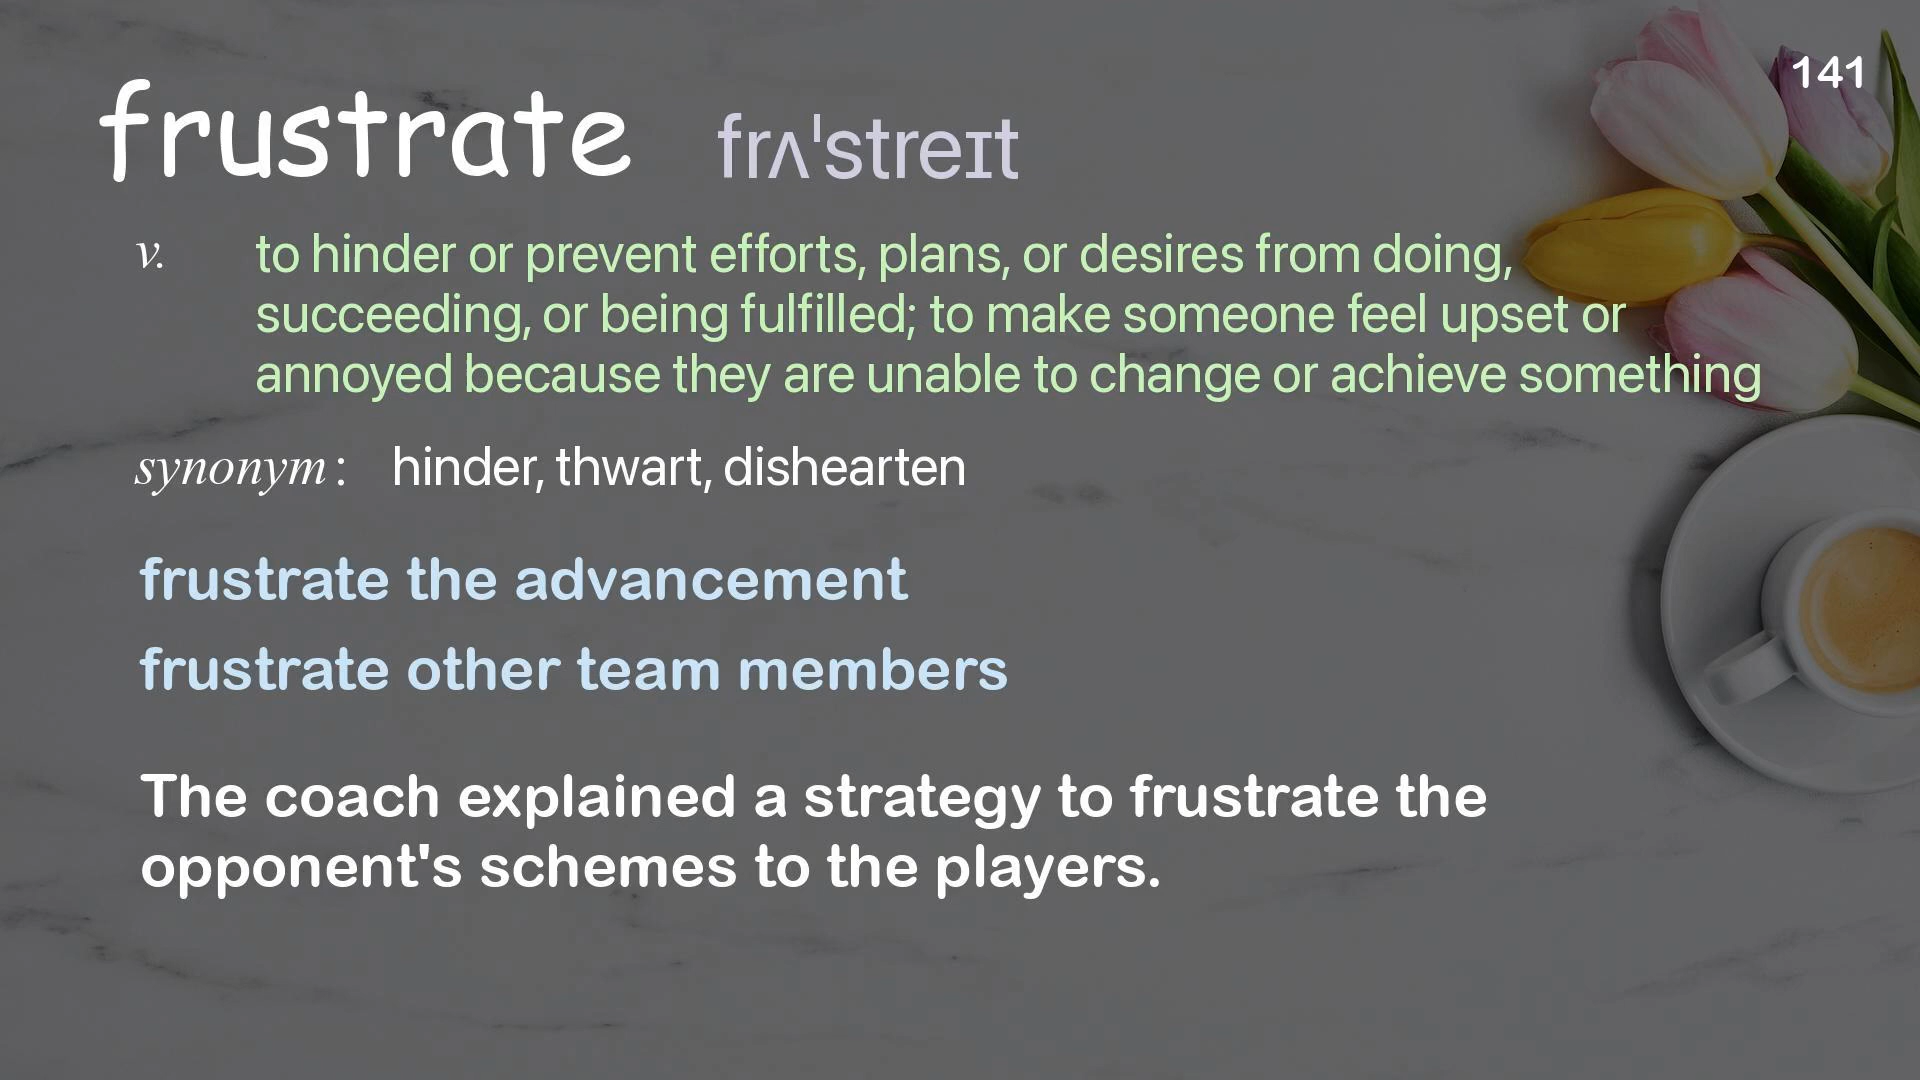 141
frustrate frʌˈstreɪt
v. to hinder or prevent efforts, plans, or desires from doing,
succeeding, or being fulfilled; to make someone feel upset or
annoyed because they are unable to change or achieve something
synonym: hinder, thwart, dishearten
frustrate the advancement
frustrate other team members
The coach explained a strategy to frustrate the
opponent's schemes to the players.